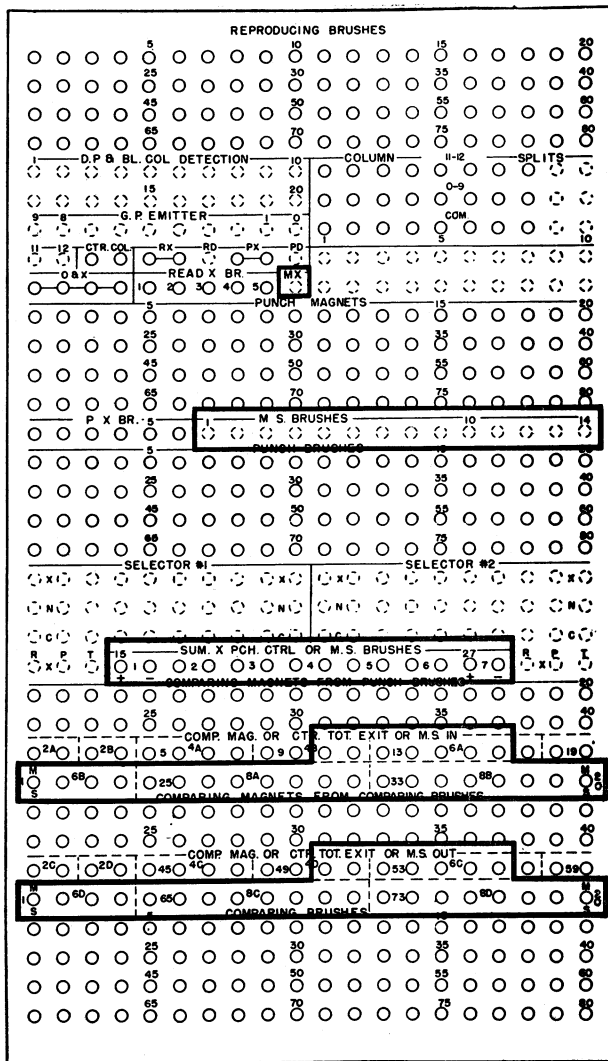 REPRODUCING BRUSHES
5 10 15 20
25 30 35 40
45 50 55 60
65 70 75 80
1 D.P & BL. COL DETECTION 10 COLUMN 11-12 SPLITS
15 20 0-9
9 8 G.P. EMITTER 1 0 COM.
1 5 10
11 12 CTR. COL. RX RD PX PD
O & X READ X BR. MX
1 2 3 4 5
PUNCH MAGNETS
5 15 20
25 30 35 40
45 50 55 60
65 70 75 80
P X BR. 5 1 M S. BRUSHES 10 14
PUNCH BRUSHES
5 15
25 30 35 40
45 50 55 60
65 70 75 80
SELECTOR #1 SELECTOR #2
X X X X
N N N
C C
R P T 15 SUM. X PCH. CTRL OR M.S. BRUSHES 27 R P T
X + 1 - 2 3 4 5 6 + 7 - X
COMPARING MAGNETS FROM PUNCH BRUSHES 20
25 30 35 40
COMP. MAG. OR CTR. TOT. EXIT OR M.S. IN
2A 2B 5 4A 9 4B 13 6A 19
1 M S 6B 25 8A 33 8B M S 20
COMPARING MAGNETS FROM COMPARING BRUSHES
25 30 35 40
COMP. MAG. OR CTR. TOT. EXIT OR M.S. OUT
2C 2D 45 4C 49 4D 53 6C 59
1 M S 6D 65 8C 73 8D M S 20
COMPARING BRUSHES
25 30 35 40
45 50 55 60
65 70 75 80